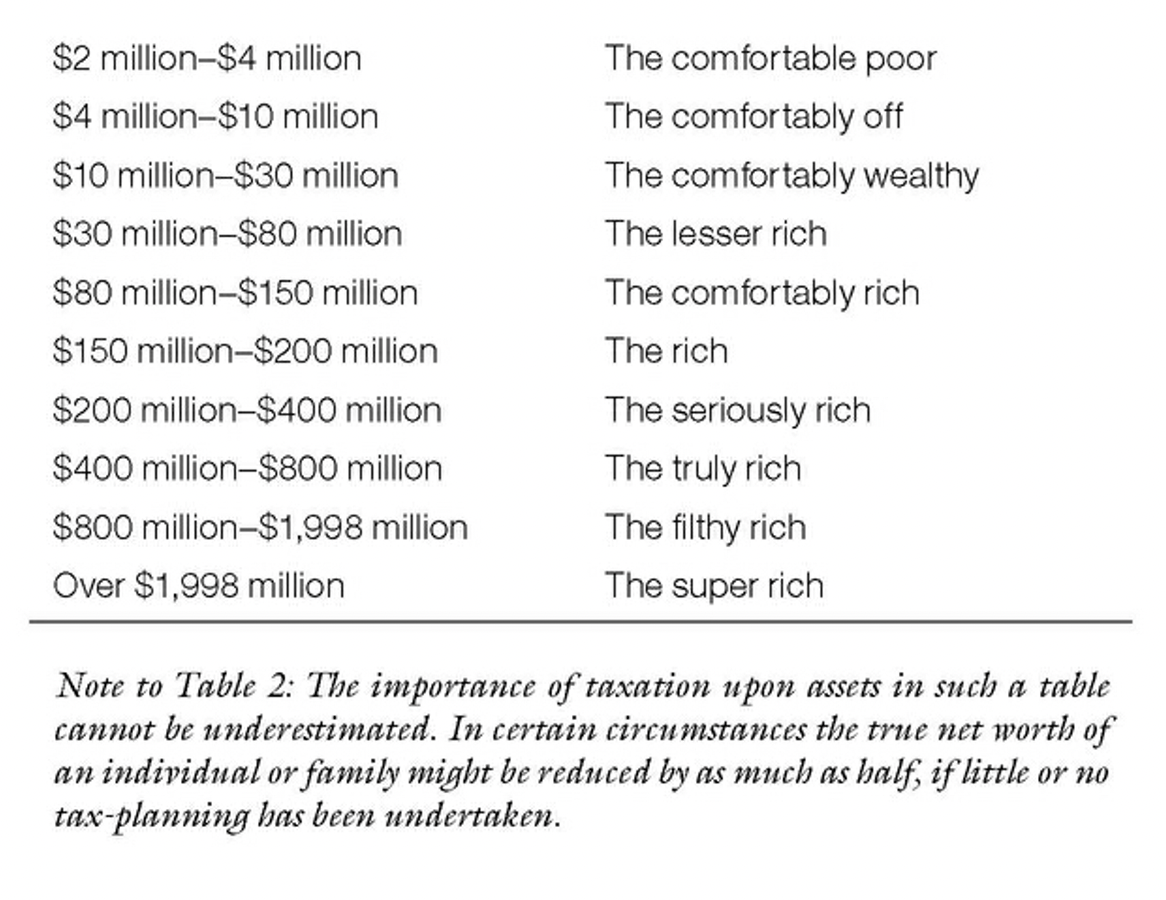 $2 million–$4 million The comfortable poor
$4 million–$10 million The comfortably off
$10 million–$30 million The comfortably wealthy
$30 million–$80 million The lesser rich
$80 million–$150 million The comfortably rich
$150 million–$200 million The rich
$200 million–$400 million The seriously rich
$400 million–$800 million The truly rich
$800 million–$1,998 million The filthy rich
Over $1,998 million The super rich
Note to Table 2: The importance of taxation upon assets in such a table
cannot be underestimated. In certain circumstances the true net worth of
an individual or family might be reduced by as much as half, if little or no
tax-planning has been undertaken.